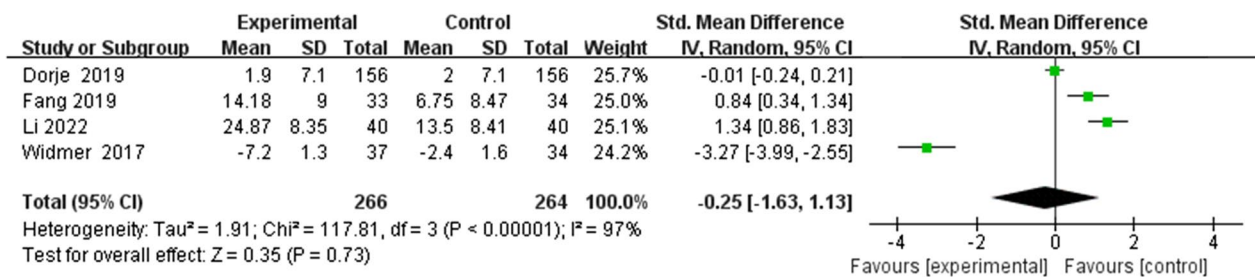 Experimental Control Std. Mean Difference Std. Mean Difference
Study or Subgroup Mean SD Total Mean SD Total Weight IV, Random, 95% CI IV, Random, 95% CI
Dorje 2019 1.9 7.1 156 2 7.1 156 25.7% -0.01 [-0.24, 0.21]
Fang 2019 14.18 9 33 6.75 8.47 34 25.0% 0.84 [0.34, 1.34]
Li 2022 24.87 8.35 40 13.5 8.41 40 25.1% 1.34 [0.86, 1.83]
Widmer 2017 -7.2 1.3 37 -2.4 1.6 34 24.2% -3.27 [-3.99, -2.55]
Total (95% CI) 266 264 100.0% -0.25 [-1.63, 1.13]
Heterogeneity: Tau² = 1.91; Chi² = 117.81, df = 3 (P < 0.00001); I² = 97%
Test for overall effect: Z = 0.35 (P = 0.73)
-4 -2 0 2 4
Favours [experimental] Favours [control]